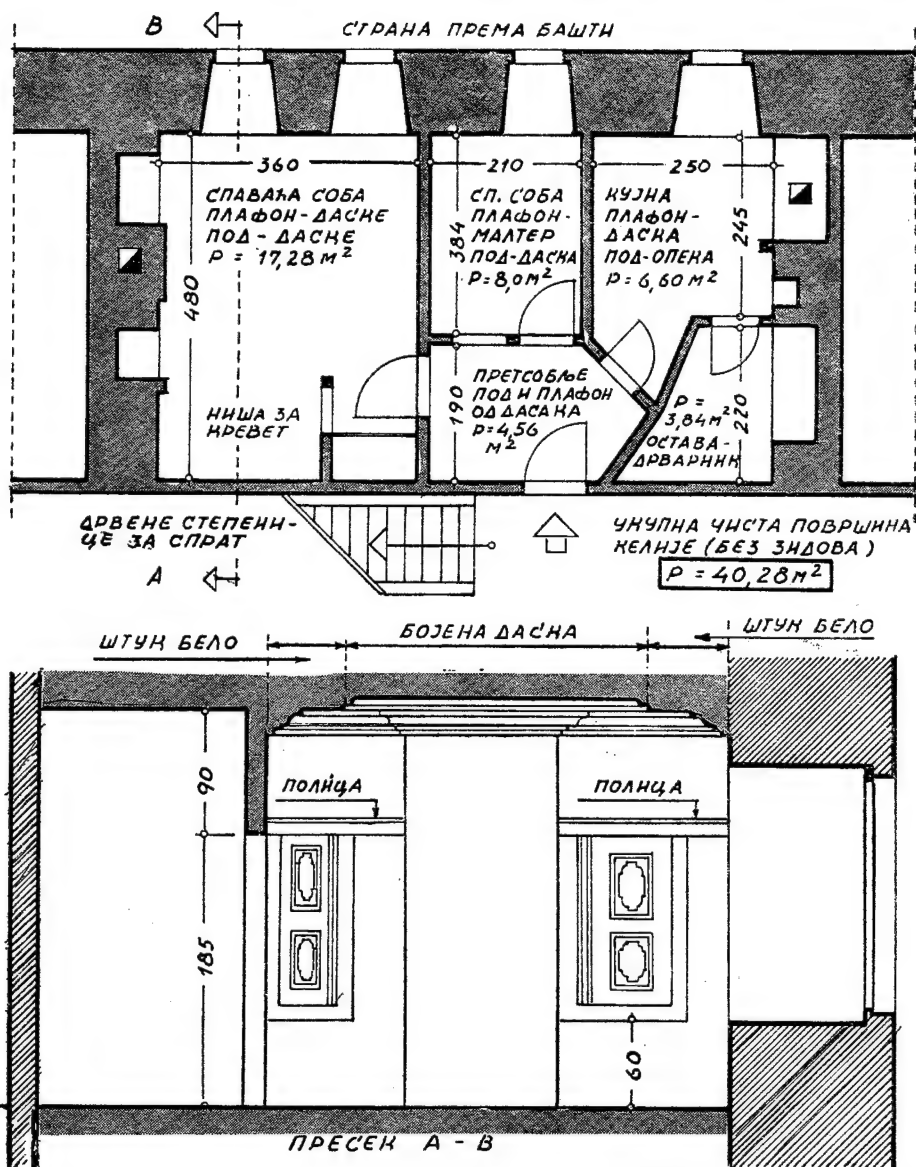 В
СТРАНА ПРЕМА БАШТИ
360
210
250
СПАВАЋА СОБА
ПЛАФОН-ДАСКЕ
ПОД-ДАСКЕ
Р = 17,28 м²
480
СП. СОБА
ПЛАФОН-
МАЛТЕР
ПОД-ДАСКА
Р=8,0м²
384
КУЈНА
ПЛАФОН-
ДАСКА
ПОД-ОПЕКА
Р=6,60м²
245
НИША ЗА
КРЕВЕТ
190
ПРЕТСОБЉЕ
ПОД И ПЛАФОН
ОД ДАСАКА
Р=4,56
м²
Р=
3,84м²
ОСТАВА-
ДРВАРНИК
220
ДРВЕНЕ СТЕПЕНИ-
ЦЕ ЗА СПРАТ
А
УКУПНА ЧИСТА ПОВРШИНА
КЕЛИЈЕ (БЕЗ ЗИДОВА)
Р = 40,28м²
ШТУК БЕЛО
БОЈЕНА ДАСКА
ШТУК БЕЛО
90
ПОЛИЦА
ПОЛИЦА
185
60
ПРЕСЕК А - В